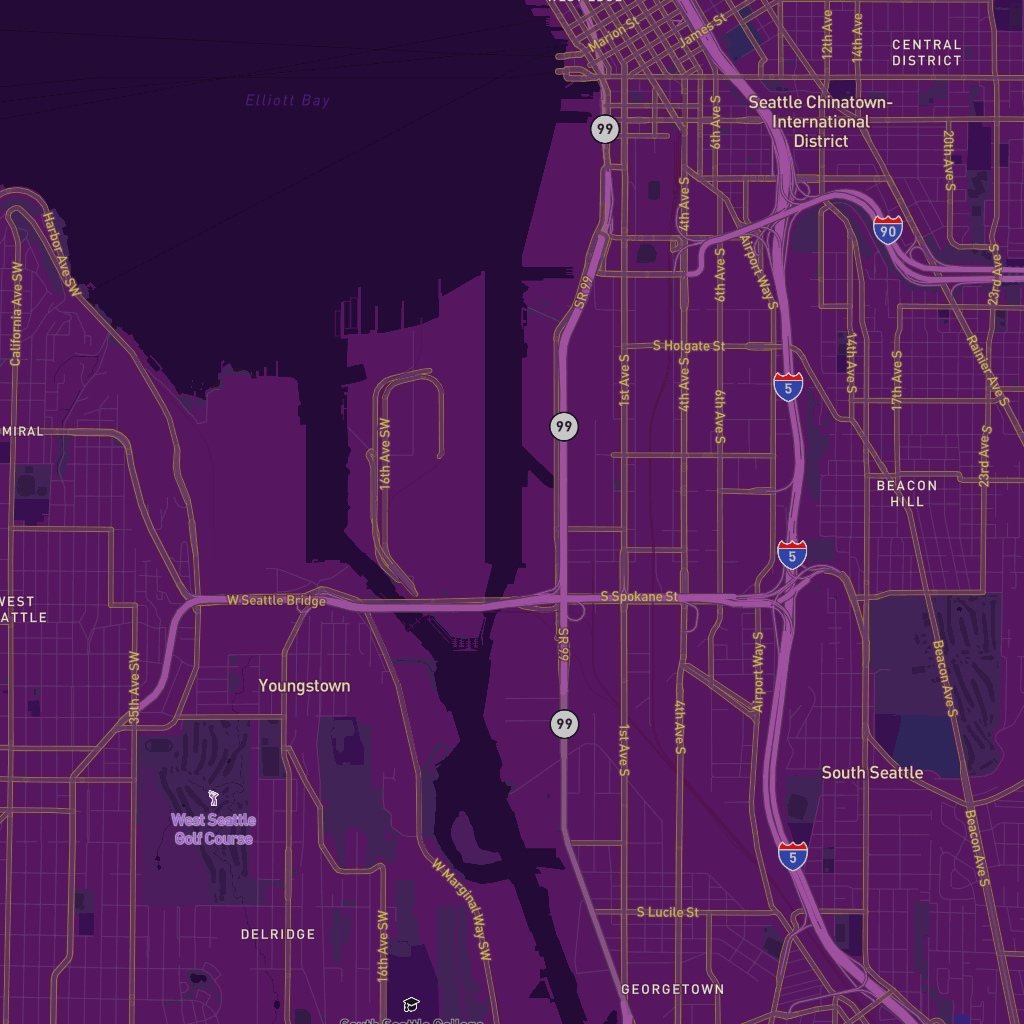 Marion St
James St
12th Ave
14th Ave
CENTRAL
DISTRICT
Elliott Bay
Seattle Chinatown-
International
District
6th Ave S
99
20th Ave S
4th Ave S
Harbor Ave SW
90
Airport Way S
6th Ave S
23rd Ave S
California Ave SW
SR 99
S Holgate St
14th Ave S
17th Ave S
Rainier Ave S
1st Ave S
4th Ave S
5
6th Ave S
99
MIRAL
16th Ave SW
23rd Ave S
BEACON
HILL
5
W Seattle Bridge
S Spokane St
WEST
ATTLE
SR 99
Airport Way S
Beacon Ave S
35th Ave SW
Youngstown
99
1st Ave S
4th Ave S
South Seattle
West Seattle
Golf Course
5
Beacon Ave S
W Marginal Way SW
S Lucile St
16th Ave SW
DELRIDGE
GEORGETOWN
South Seattle College